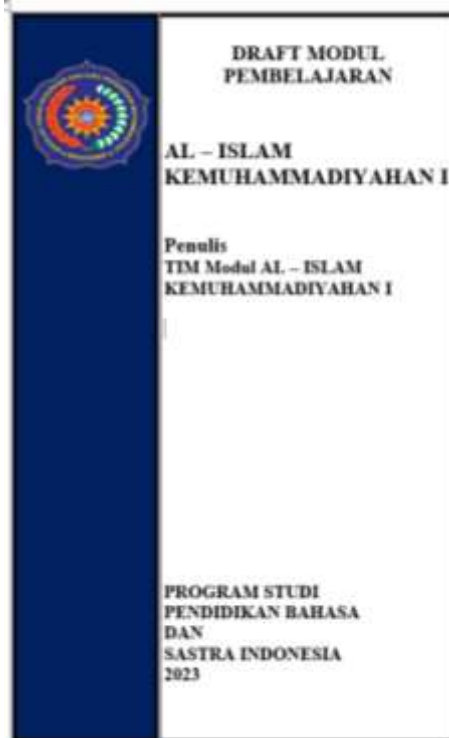 DRAFT MODUL
PEMBELAJARAN
AL – ISLAM
KEMUHAMMADIYAHAN I
Penulis
TIM Modul AL – ISLAM
KEMUHAMMADIYAHAN I
PROGRAM STUDI
PENDIDIKAN BAHASA
DAN
SASTRA INDONESIA
2023